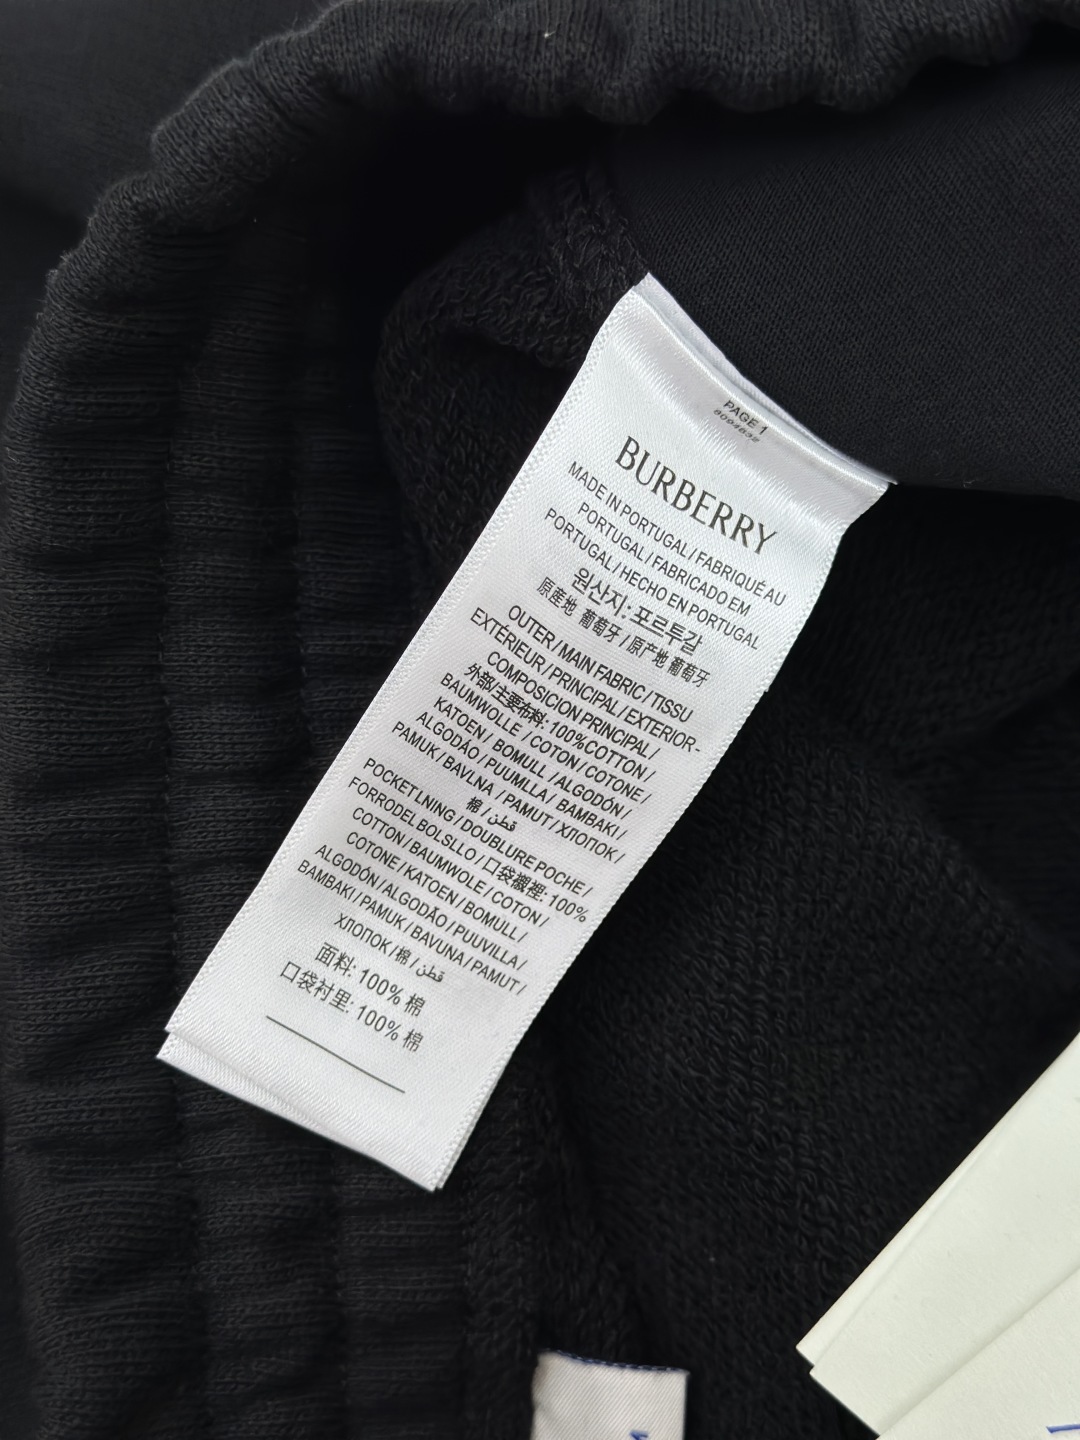 PAGE 1
8094832
BURBERRY
MADE IN PORTUGAL / FABRIQUÉ AU
PORTUGAL / FABRICADO EM
PORTUGAL / HECHO EN PORTUGAL
원산지: 포르투갈
原産地 葡萄牙 / 原产地 葡萄牙
OUTER / MAIN FABRIC / TISSU
EXTÉRIEUR / PRINCIPAL / EXTERIOR-
COMPOSICION PRINCIPAL /
外部/主要布料: 100%COTTON /
BAUMWOLLE / COTON / COTONE /
KATOEN / BOMULL / ALGODÓN /
ALGODÃO / PUUMLLA / BAMBAKI /
PAMUK / BAVLNA / PAMUT / ХЛОПОК /
棉 / قطن
POCKET LNING / DOUBLURE POCHE /
FORRODEL BOLSLLO / 口袋襯裡: 100%
COTTON / BAUMWOLE / COTON /
COTONE / KATOEN / BOMULL /
ALGODÓN / ALGODÃO / PUUVILLA /
BAMBAKI / PAMUK / BAVUNA / PAMUT /
ХЛОПОК / 棉 / قطن
面料: 100% 棉
口袋衬里: 100% 棉